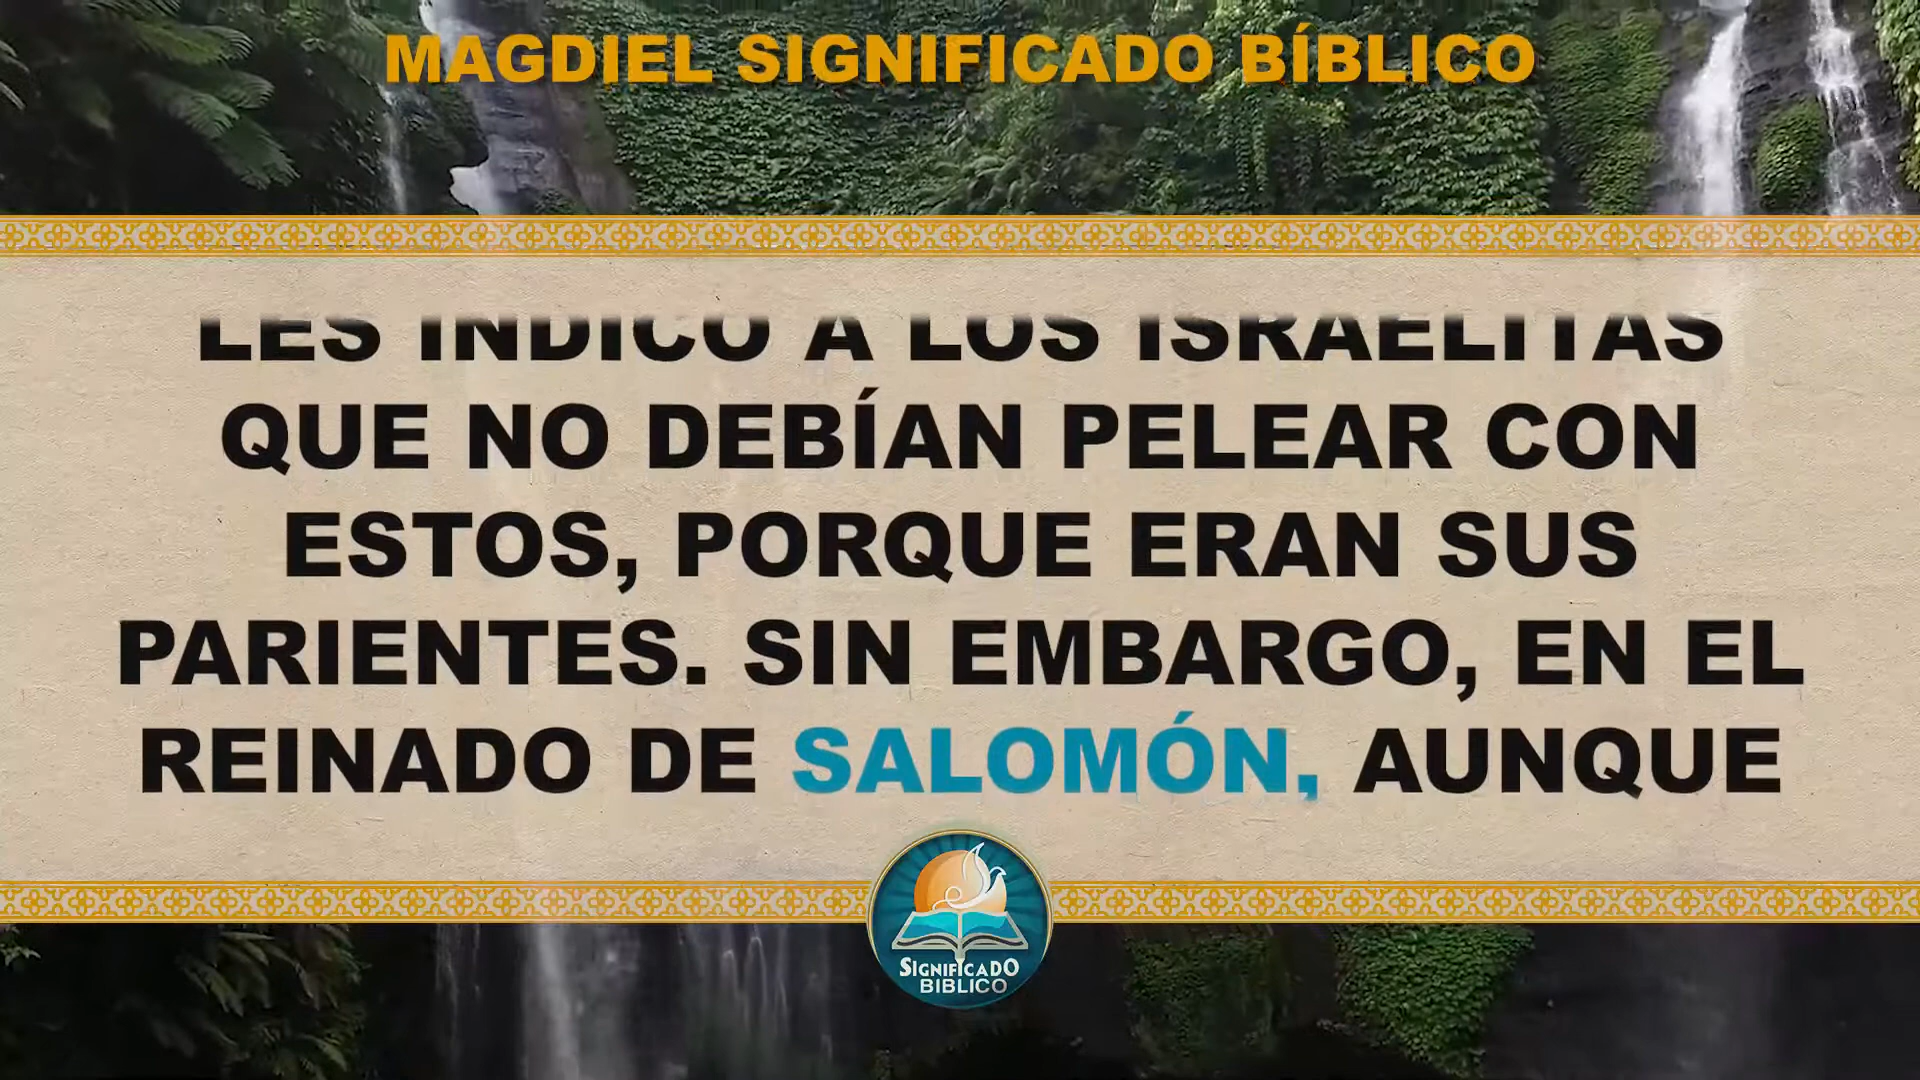 MAGDIEL SIGNIFICADO BÍBLICO
LES INDICÓ A LOS ISRAELITAS
QUE NO DEBÍAN PELEAR CON
ESTOS, PORQUE ERAN SUS
PARIENTES. SIN EMBARGO, EN EL
REINADO DE SALOMÓN, AUNQUE
SIGNIFICADO
BIBLICO